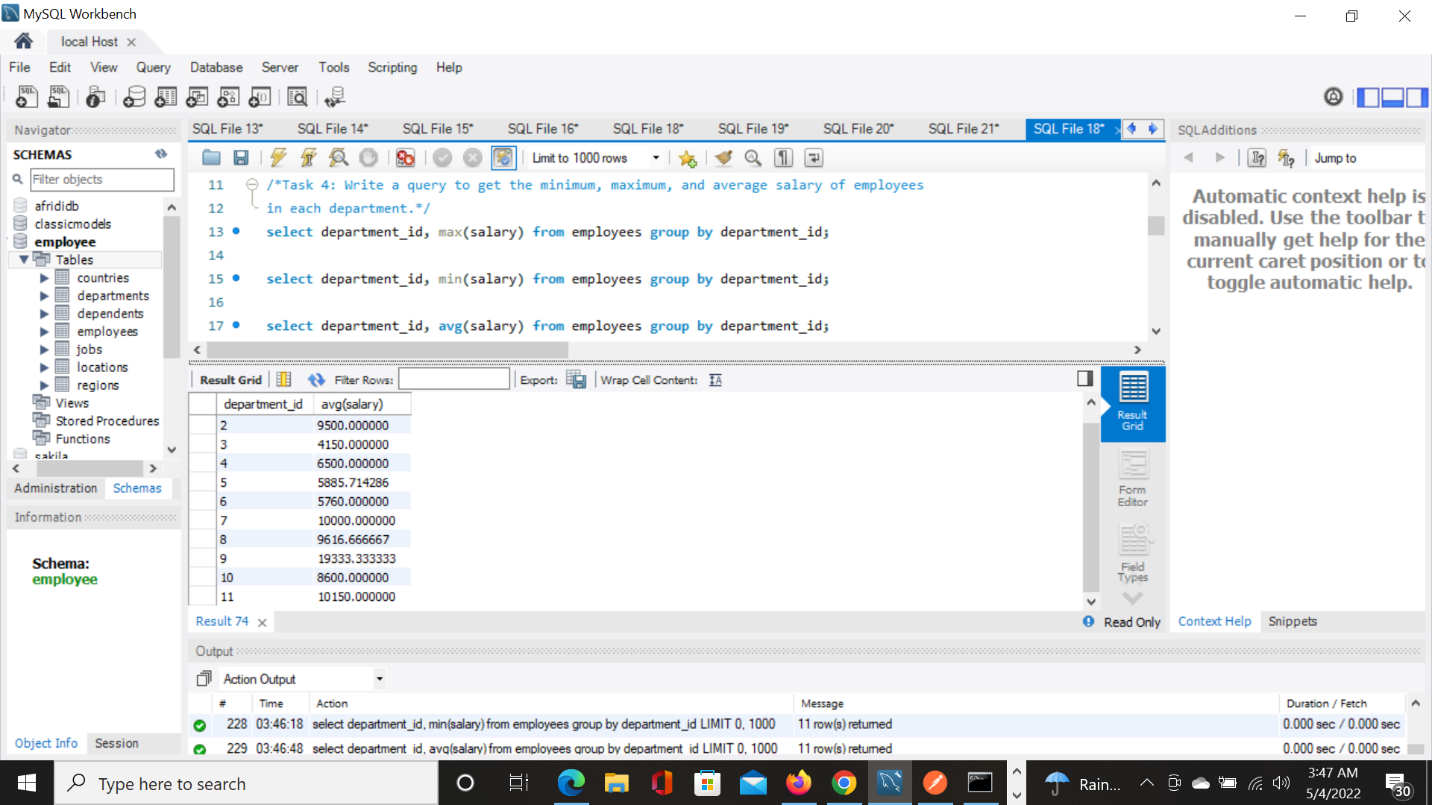 MySQL Workbench
local Host
File Edit View Query Database Server Tools Scripting Help
Navigator
SCHEMAS
Filter objects
afrididb
classicmodels
employee
Tables
countries
departments
dependents
employees
jobs
locations
regions
Views
Stored Procedures
Functions
sakila
Administration Schemas
Information
Schema:
employee
Object Info Session
SQL File 13* SQL File 14* SQL File 15* SQL File 16* SQL File 18* SQL File 19* SQL File 20* SQL File 21* SQL File 18*
Limit to 1000 rows
11 /*Task 4: Write a query to get the minimum, maximum, and average salary of employees
12 in each department.*/
13 select department_id, max(salary) from employees group by department_id;
14
15 select department_id, min(salary) from employees group by department_id;
16
17 select department_id, avg(salary) from employees group by department_id;
Result Grid Filter Rows: Export: Wrap Cell Content:
department_id avg(salary)
2 9500.000000
3 4150.000000
4 6500.000000
5 5885.714286
6 5760.000000
7 10000.000000
8 9616.666667
9 19333.333333
10 8600.000000
11 10150.000000
Result Grid
Form Editor
Field Types
Result 74
Read Only
SQLAdditions
Jump to
Automatic context help is
disabled. Use the toolbar t
manually get help for the
current caret position or to
toggle automatic help.
Context Help Snippets
Output
Action Output
# Time Action Message Duration / Fetch
228 03:46:18 select department_id, min(salary) from employees group by department_id LIMIT 0, 1000 11 row(s) returned 0.000 sec / 0.000 sec
229 03:46:48 select department_id, avg(salary) from employees group by department_id LIMIT 0, 1000 11 row(s) returned 0.000 sec / 0.000 sec
Type here to search
Rain...
3:47 AM
5/4/2022
30